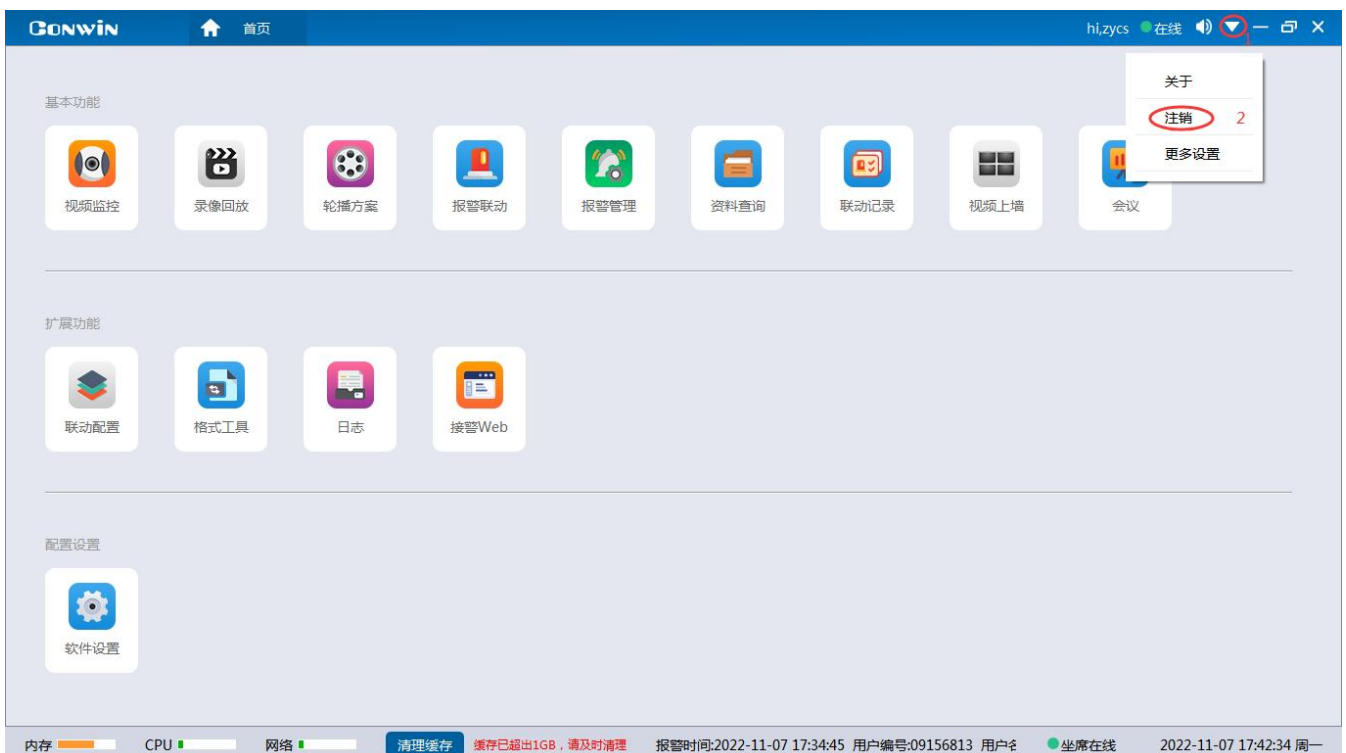 CONWIN 首页 hi,zycs 在线 1
关于
注销 2
更多设置
基本功能
视频监控 录像回放 轮播方案 报警联动 报警管理 资料查询 联动记录 视频上墙 会议
扩展功能
联动配置 格式工具 日志 接警Web
配置设置
软件设置
内存 CPU 网络 清理缓存 缓存已超出1GB，请及时清理 报警时间:2022-11-07 17:34:45 用户编号:09156813 用户名 坐席在线 2022-11-07 17:42:34 周一